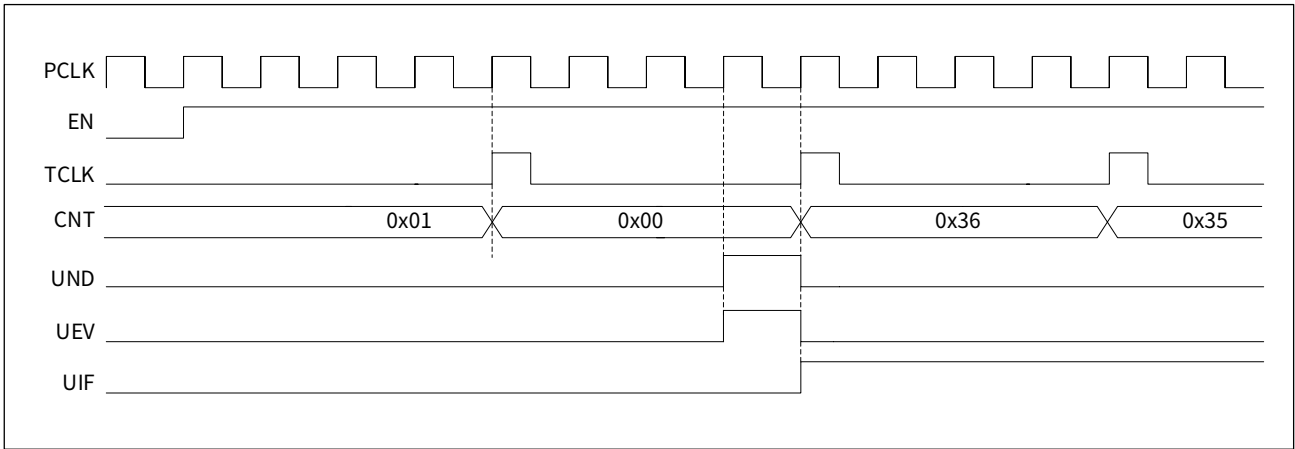 PCLK
EN
TCLK
CNT 0x01 0x00 0x36 0x35
UND
UEV
UIF